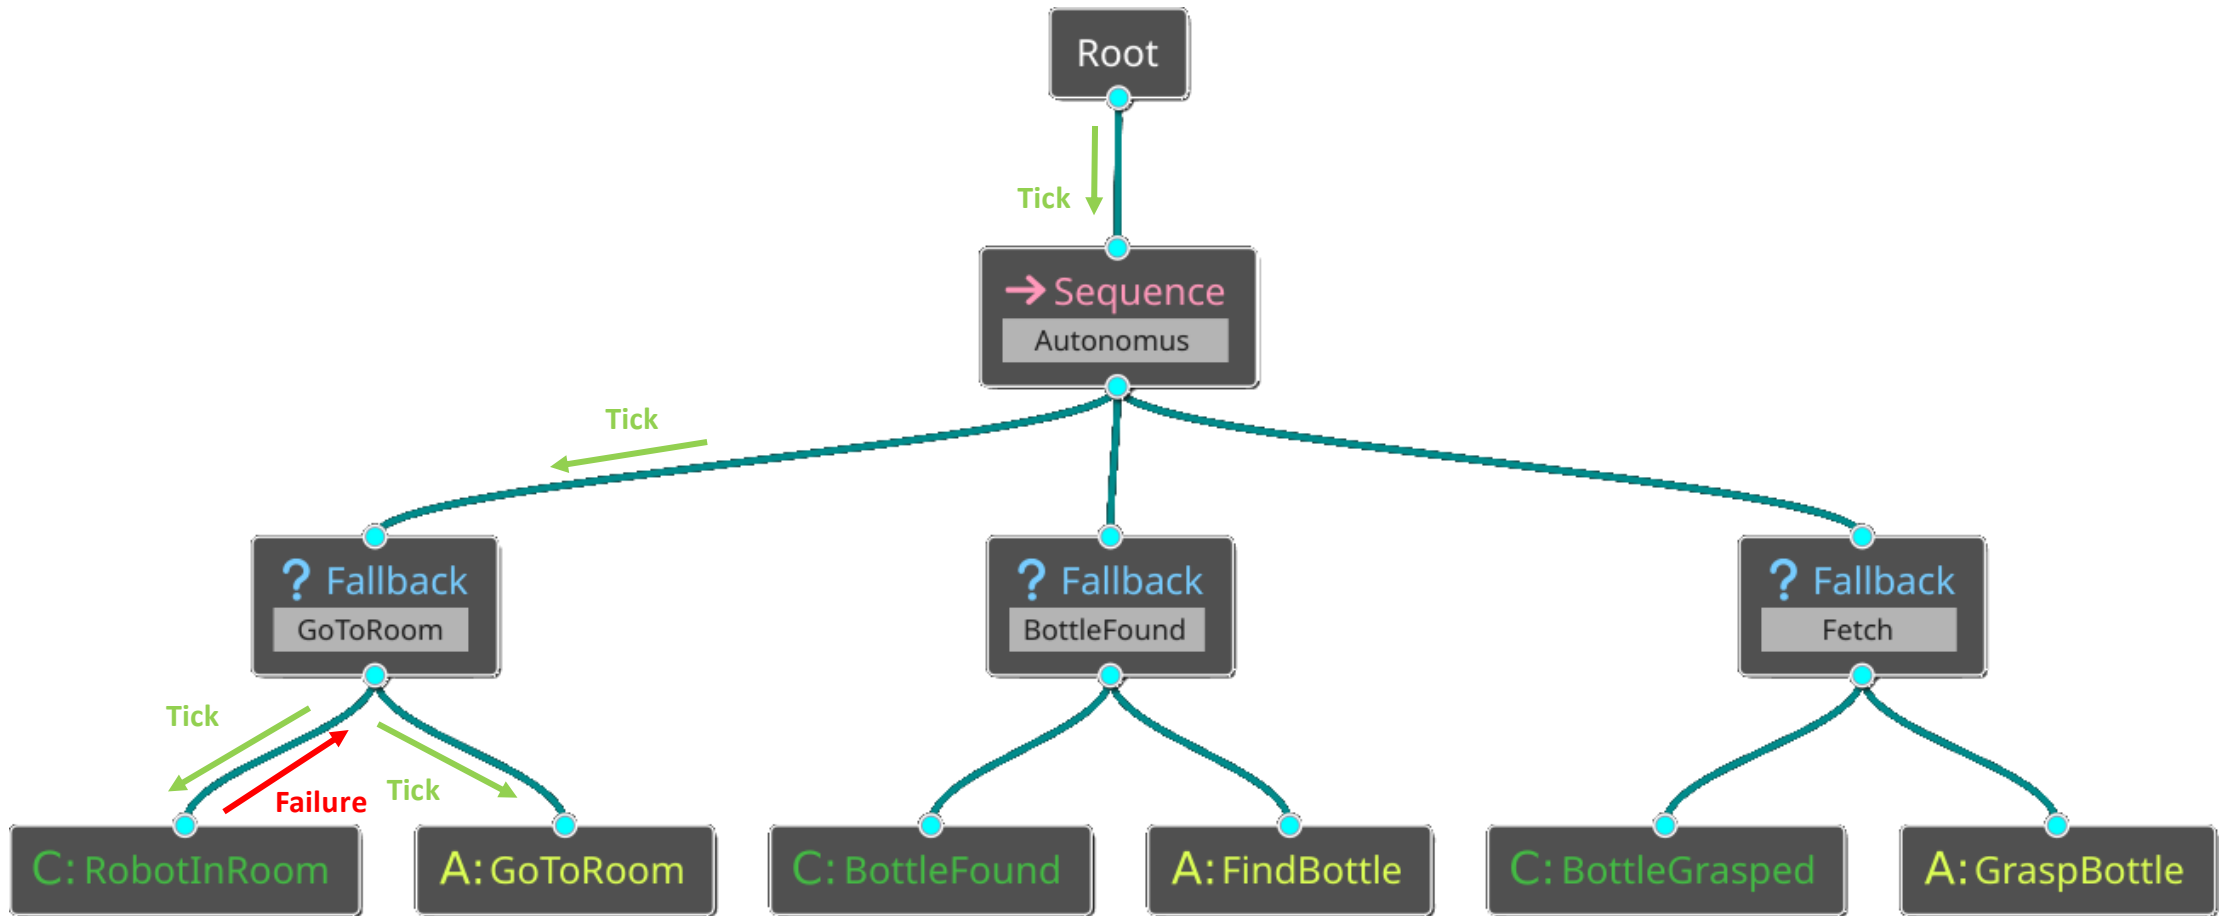 Root
Tick
→ Sequence
Autonomus
Tick
? Fallback
GoToRoom
? Fallback
BottleFound
? Fallback
Fetch
Tick
Failure
Tick
C: RobotInRoom
A: GoToRoom
C: BottleFound
A: FindBottle
C: BottleGrasped
A: GraspBottle